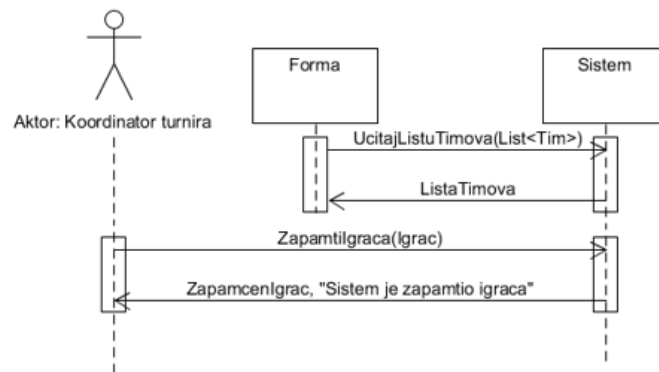 Forma
Sistem
Aktor: Koordinator turnira
UcitajListuTimova(List<Tim>)
ListaTimova
ZapamtiIgraca(Igrac)
ZapamcenIgrac, "Sistem je zapamtio igraca"